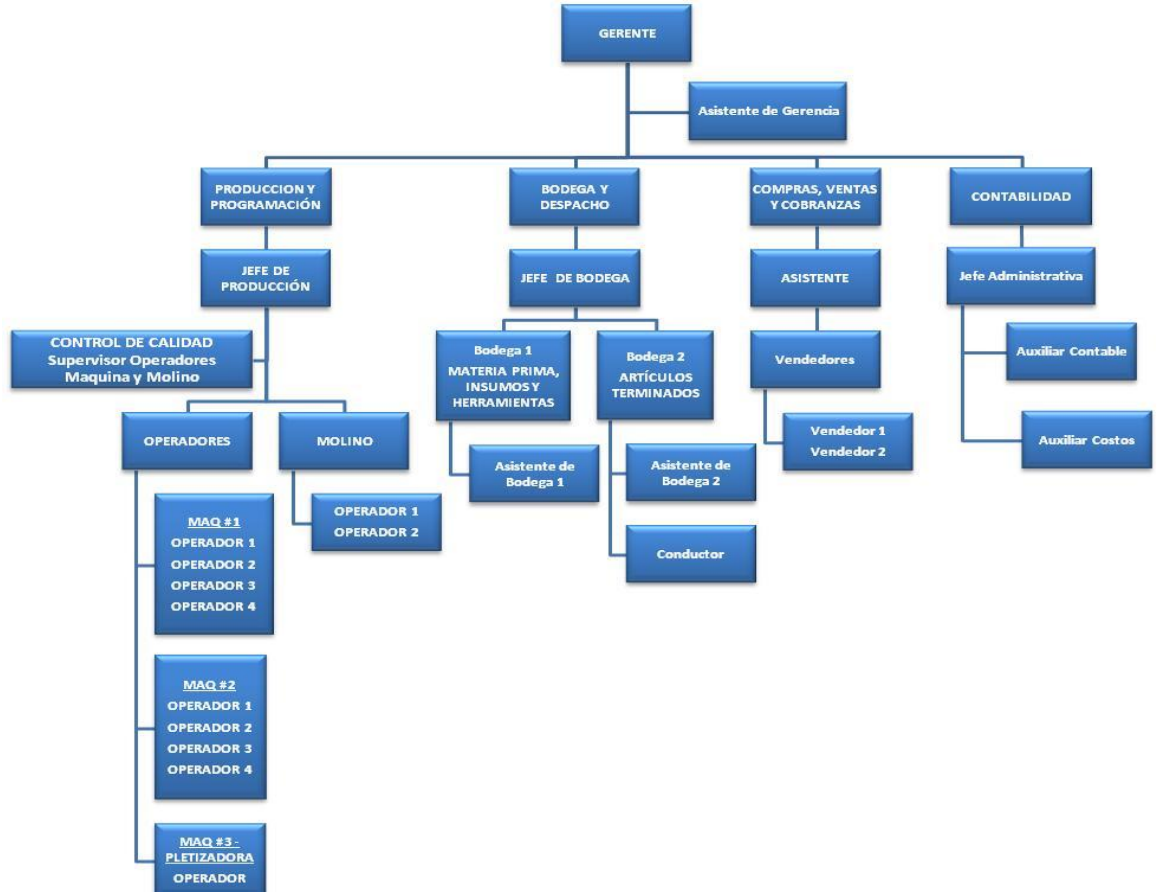 GERENTE
Asistente de Gerencia
PRODUCCION Y
PROGRAMACIÓN
BODEGA Y
DESPACHO
COMPRAS, VENTAS
Y COBRANZAS
CONTABILIDAD
JEFE DE
PRODUCCIÓN
JEFE DE BODEGA
ASISTENTE
Jefe Administrativa
CONTROL DE CALIDAD
Supervisor Operadores
Maquina y Molino
Bodega 1
MATERIA PRIMA,
INSUMOS Y
HERRAMIENTAS
Bodega 2
ARTÍCULOS
TERMINADOS
Vendedores
Auxiliar Contable
OPERADORES
MOLINO
Asistente de
Bodega 1
Asistente de
Bodega 2
Vendedor 1
Vendedor 2
Auxiliar Costos
MAQ #1
OPERADOR 1
OPERADOR 2
OPERADOR 3
OPERADOR 4
OPERADOR 1
OPERADOR 2
Conductor
MAQ #2
OPERADOR 1
OPERADOR 2
OPERADOR 3
OPERADOR 4
MAQ #3 -
PLETIZADORA
OPERADOR